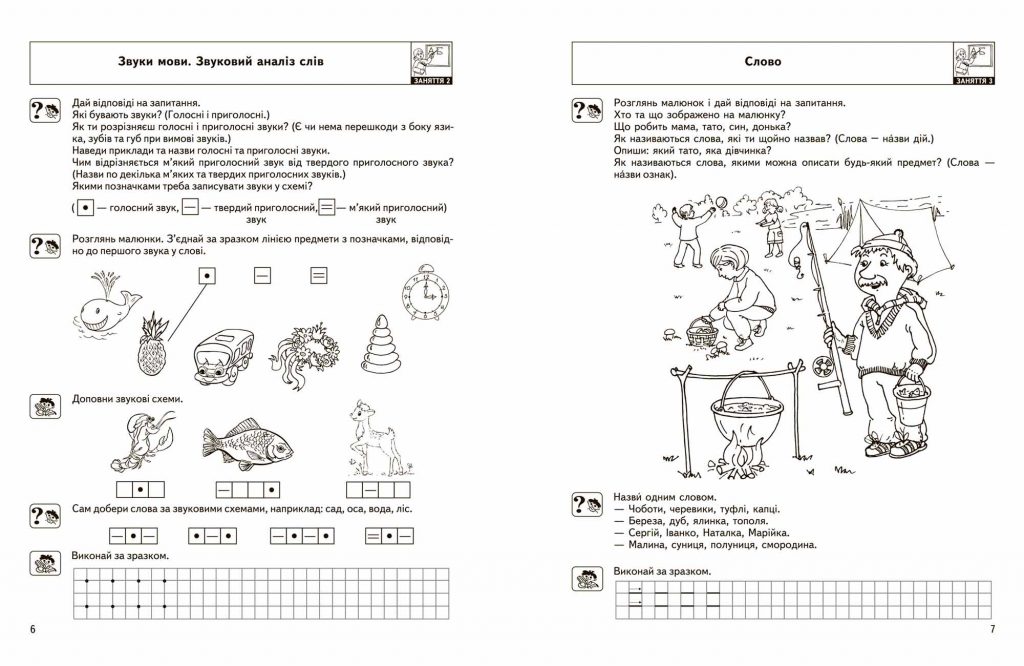 Звуки мови. Звуковий аналіз слів
ЗАНЯТТЯ 2
Дай відповіді на запитання.
Які бувають звуки? (Голосні і приголосні.)
Як ти розрізняєш голосні і приголосні звуки? (Є чи нема перешкоди з боку язи-
ка, зубів та губ при вимові звуків.)
Наведи приклади та назви голосні та приголосні звуки.
Чим відрізняється м’який приголосний звук від твердого приголосного звука?
(Назви по декілька м’яких та твердих приголосних звуків.)
Якими позначками треба записувати звуки у схемі?
( • — голосний звук, — — твердий приголосний, = — м’який приголосний)
звук звук
Розглянь малюнки. З’єднай за зразком лінією предмети з позначками, відповід-
но до першого звука у слові.
Доповни звукові схеми.
Сам добери слова за звуковими схемами, наприклад: сад, оса, вода, ліс.
Виконай за зразком.
6
Слово
ЗАНЯТТЯ 3
Розглянь малюнок і дай відповіді на запитання.
Хто та що зображено на малюнку?
Що робить мама, тато, син, донька?
Як називаються слова, які ти щойно назвав? (Слова — на́зви дій.)
Опиши: який тато, яка дівчинка?
Як називаються слова, якими можна описати будь-який предмет? (Слова —
на́зви ознак).
Назви́ одним словом.
— Чоботи, черевики, туфлі, капці.
— Береза, дуб, ялинка, тополя.
— Сергій, Іванко, Наталка, Марійка.
— Малина, суниця, полуниця, смородина.
Виконай за зразком.
7